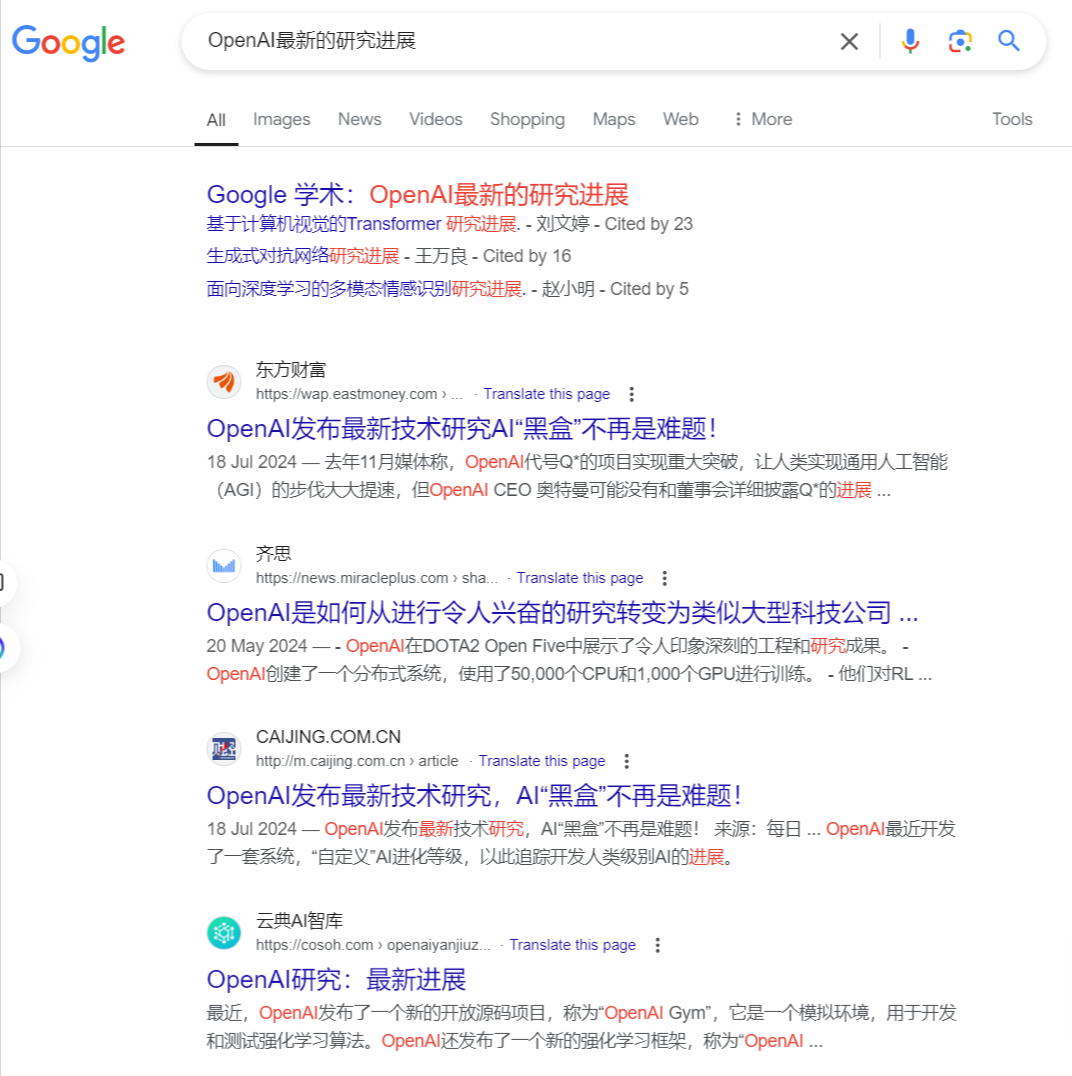 Google
OpenAI最新的研究进展
All Images News Videos Shopping Maps Web More Tools
Google 学术：OpenAI最新的研究进展
基于计算机视觉的Transformer 研究进展. - 刘文婷 - Cited by 23
生成式对抗网络研究进展 - 王万良 - Cited by 16
面向深度学习的多模态情感识别研究进展. - 赵小明 - Cited by 5
东方财富
https://wap.eastmoney.com › ... · Translate this page
OpenAI发布最新技术研究AI“黑盒”不再是难题！
18 Jul 2024 — 去年11月媒体称，OpenAI代号Q*的项目实现重大突破，让人类实现通用人工智能
（AGI）的步伐大大提速，但OpenAI CEO 奥特曼可能没有和董事会详细披露Q*的进展 ...
齐思
https://news.miracleplus.com › sha... · Translate this page
OpenAI是如何从进行令人兴奋的研究转变为类似大型科技公司 ...
20 May 2024 — - OpenAI在DOTA2 Open Five中展示了令人印象深刻的工程和研究成果。 -
OpenAI创建了一个分布式系统，使用了50,000个CPU和1,000个GPU进行训练。 - 他们对RL ...
CAIJING.COM.CN
http://m.caijing.com.cn › article · Translate this page
OpenAI发布最新技术研究，AI“黑盒”不再是难题！
18 Jul 2024 — OpenAI发布最新技术研究，AI“黑盒”不再是难题！ 来源：每日 ... OpenAI最近开发
了一套系统，“自定义”AI进化等级，以此追踪开发人类级别AI的进展。
云典AI智库
https://cosoh.com › openaiyanjiuz... · Translate this page
OpenAI研究：最新进展
最近，OpenAI发布了一个新的开放源码项目，称为“OpenAI Gym”，它是一个模拟环境，用于开发
和测试强化学习算法。OpenAI还发布了一个新的强化学习框架，称为“OpenAI ...